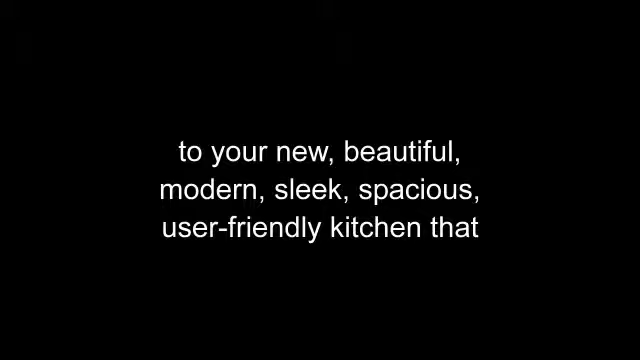 to your new, beautiful,
modern, sleek, spacious,
user-friendly kitchen that